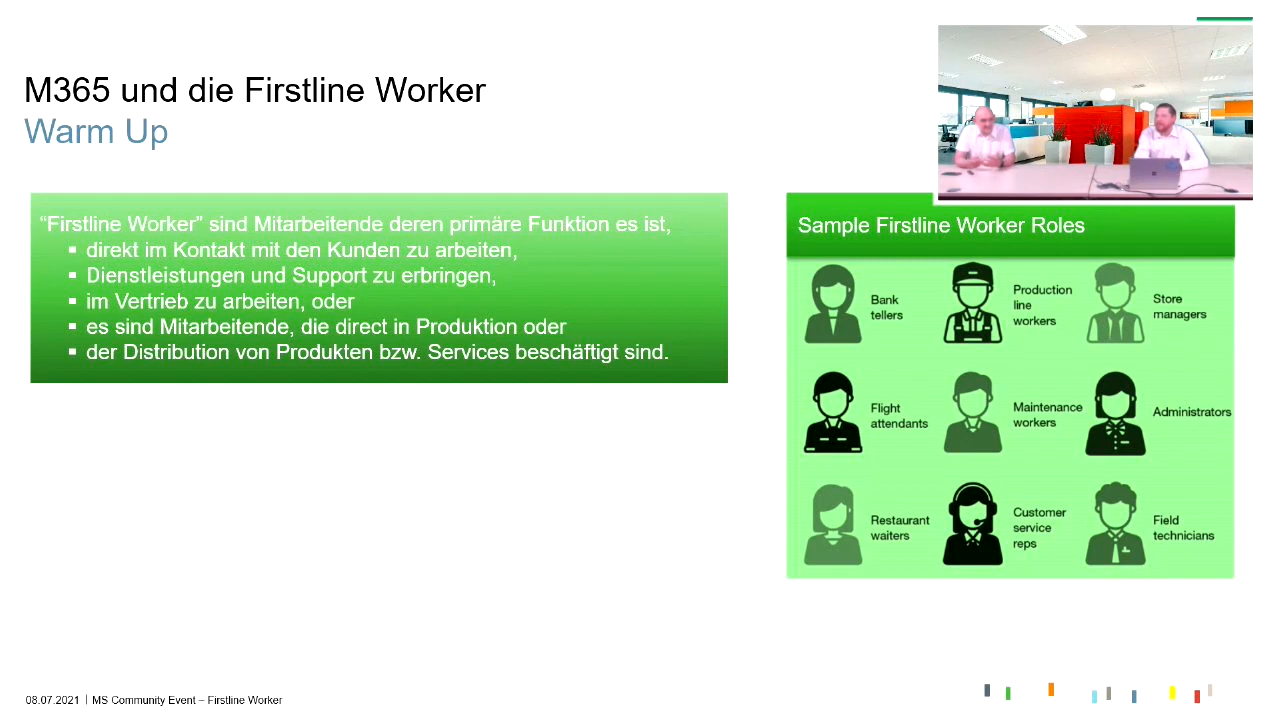 M365 und die Firstline Worker
Warm Up
“Firstline Worker” sind Mitarbeitende deren primäre Funktion es ist,
▪ direkt im Kontakt mit den Kunden zu arbeiten,
▪ Dienstleistungen und Support zu erbringen,
▪ im Vertrieb zu arbeiten, oder
▪ es sind Mitarbeitende, die direct in Produktion oder
▪ der Distribution von Produkten bzw. Services beschäftigt sind.
Sample Firstline Worker Roles
Bank
tellers
Production
line
workers
Store
managers
Flight
attendants
Maintenance
workers
Administrators
Restaurant
waiters
Customer
service
reps
Field
technicians
08.07.2021 | MS Community Event – Firstline Worker